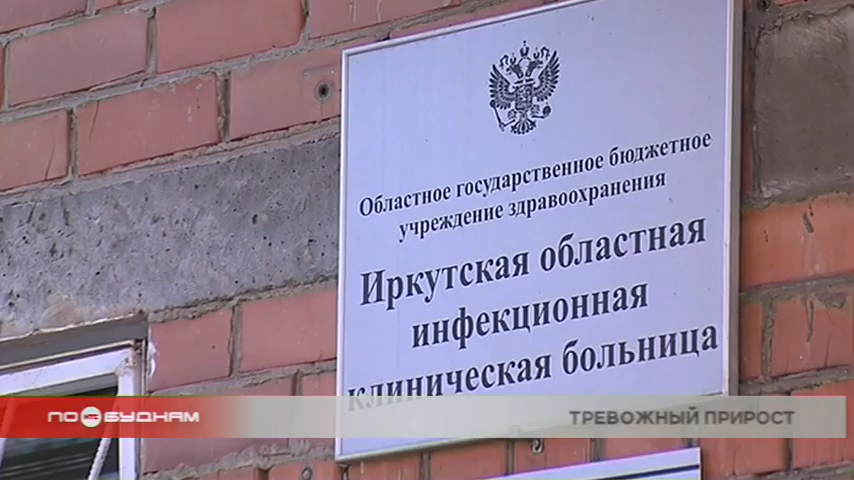 Областное государственное бюджетное
учреждение здравоохранения
Иркутская областная
инфекционная
клиническая больница
ПО БУДНЯМ
ТРЕВОЖНЫЙ ПРИРОСТ